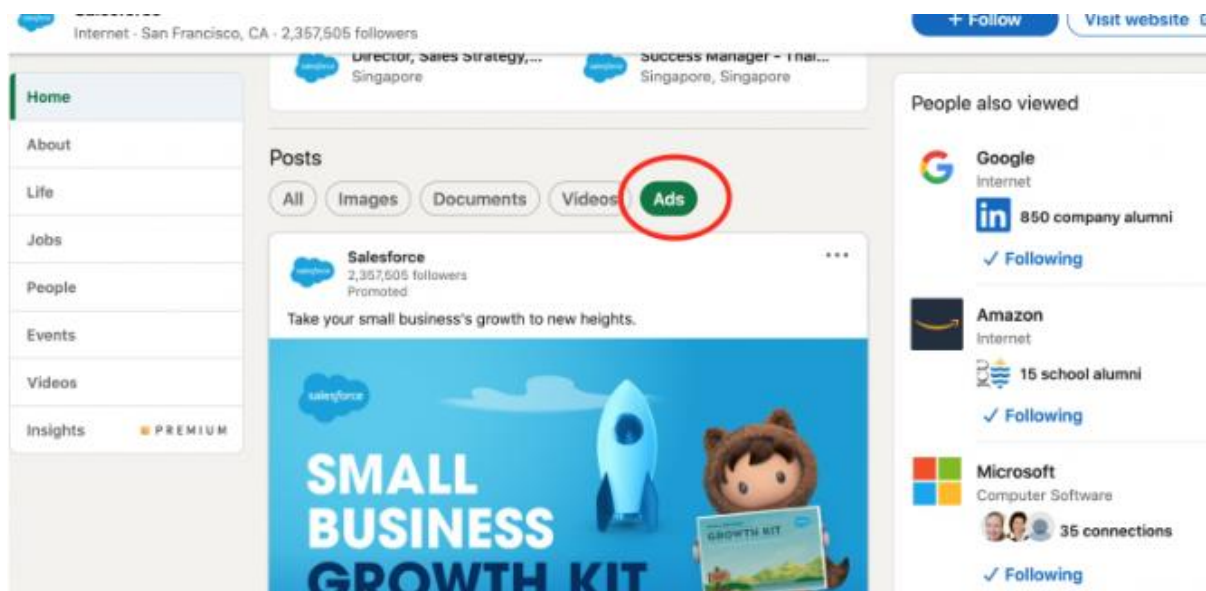 Internet · San Francisco, CA · 2,357,505 followers
+ Follow
Visit website
Home
About
Life
Jobs
People
Events
Videos
Insights
PREMIUM
Director, Sales Strategy,...
Singapore
Success Manager - Thai...
Singapore, Singapore
Posts
All
Images
Documents
Videos
Ads
Salesforce
2,357,505 followers
Promoted
Take your small business's growth to new heights.
salesforce
SMALL
BUSINESS
GROWTH KIT
GROWTH KIT
People also viewed
Google
Internet
in 850 company alumni
✓ Following
Amazon
Internet
ICU
15 school alumni
✓ Following
Microsoft
Computer Software
35 connections
✓ Following